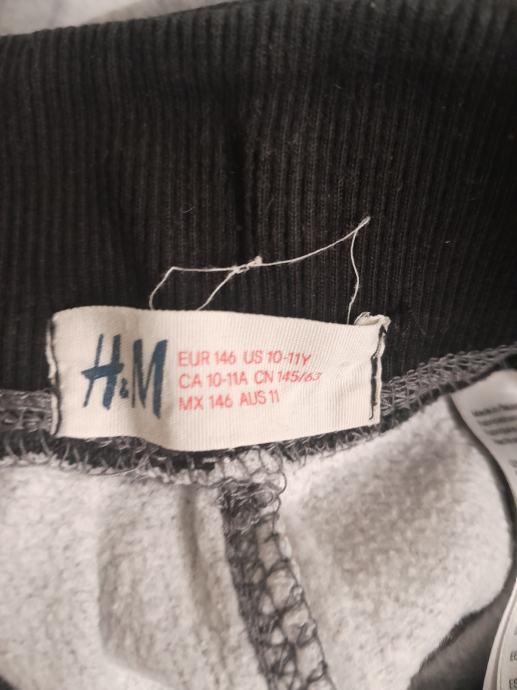 H&M
EUR 146 US 10-11Y
CA 10-11A CN 145/63
MX 146 AUS 11